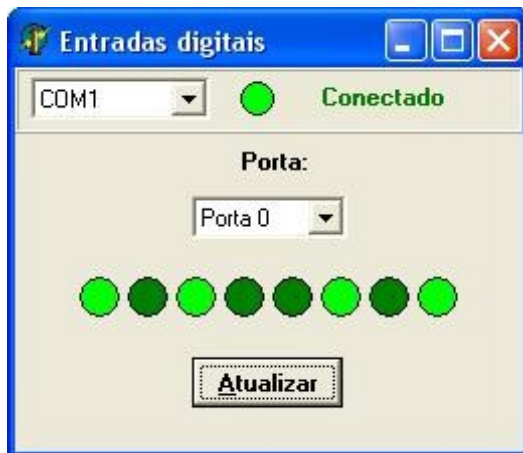 Entradas digitais
COM1 Conectado
Porta:
Porta 0
Atualizar